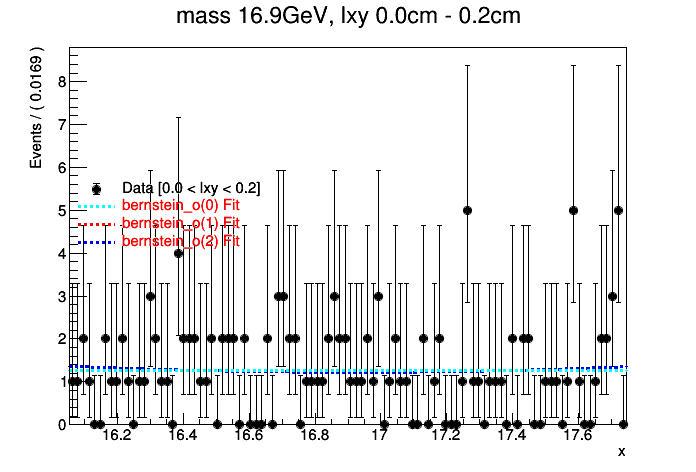 mass 16.9GeV, lxy 0.0cm - 0.2cm
Events / ( 0.0169 )
8
7
6
5
4
3
2
1
0
Data [0.0 < lxy < 0.2]
bernstein_o(0) Fit
bernstein_o(1) Fit
bernstein_o(2) Fit
16.2 16.4 16.6 16.8 17 17.2 17.4 17.6
x